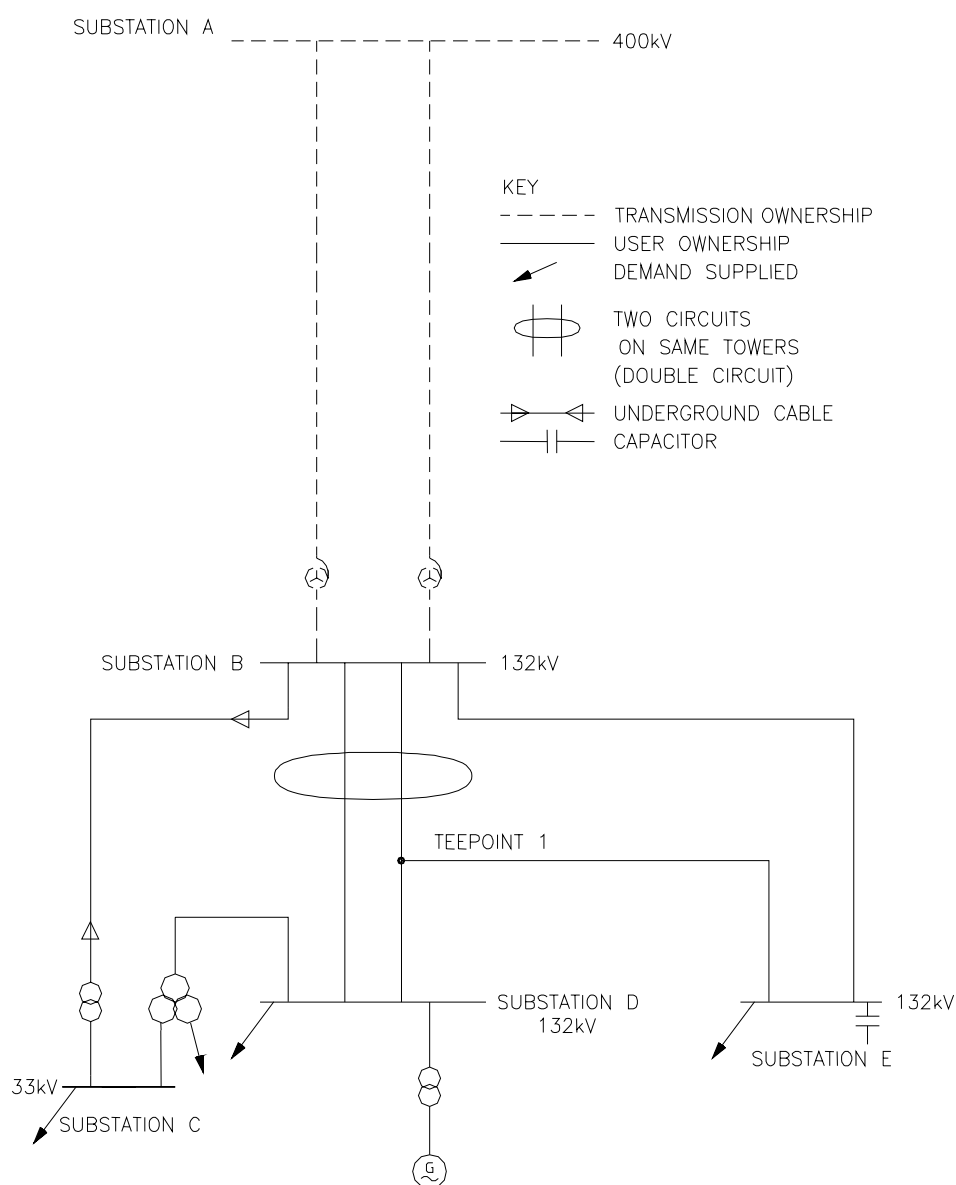 SUBSTATION A
400kV
KEY
TRANSMISSION OWNERSHIP
USER OWNERSHIP
DEMAND SUPPLIED
TWO CIRCUITS
ON SAME TOWERS
(DOUBLE CIRCUIT)
UNDERGROUND CABLE
CAPACITOR
SUBSTATION B
132kV
TEEPOINT 1
SUBSTATION D
132kV
132kV
SUBSTATION E
33kV
SUBSTATION C
G